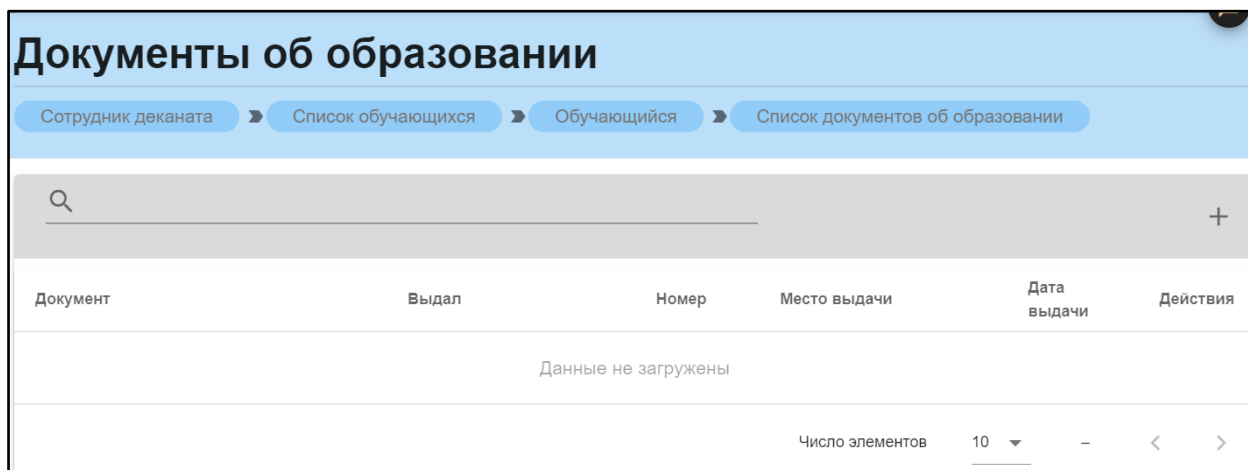 Документы об образовании
Сотрудник деканата Список обучающихся Обучающийся Список документов об образовании
Документ Выдал Номер Место выдачи Дата выдачи Действия
Данные не загружены
Число элементов 10 –